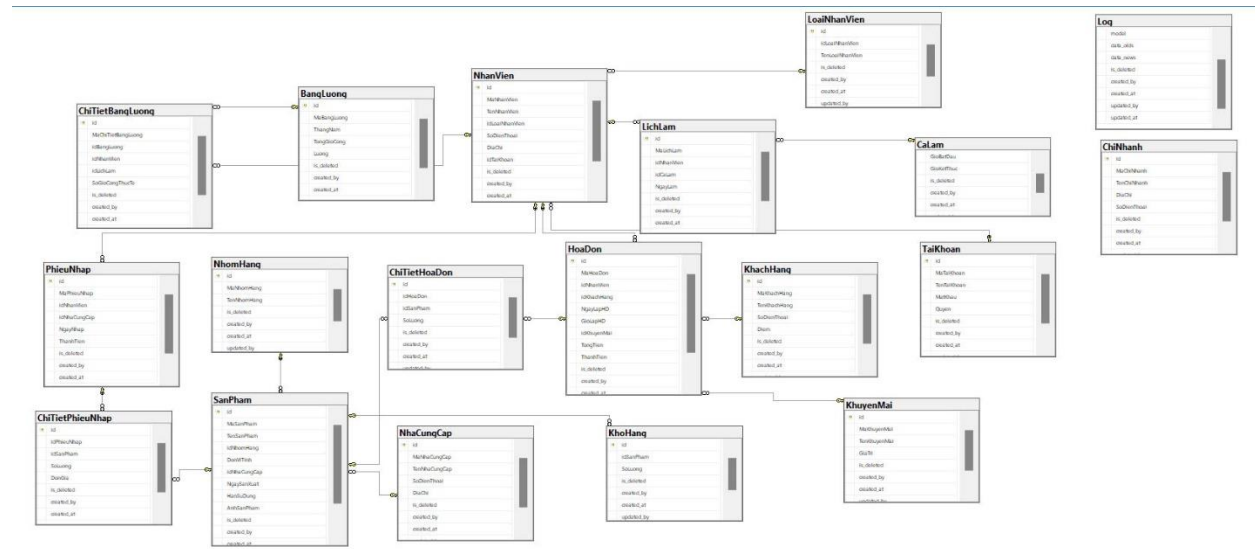 LoaiNhanVien
id
idLoaiNhanVien
TenLoaiNhanVien
is_deleted
created_by
created_at
updated_by
Log
modal
is_deleted
created_by
created_at
updated_by
updated_at
NhanVien
id
MaNhanVien
TenNhanVien
idLoaiNhanVien
SoDienThoai
DiaChi
idTaiKhoan
is_deleted
created_by
created_at
BangLuong
id
MaBangLuong
ThangNam
TongGioCong
Luong
is_deleted
created_by
created_at
ChiTietBangLuong
id
MaChiTietBangLuong
idBangLuong
idNhanVien
idLichLam
SoGioCongThucTe
is_deleted
created_by
created_at
LichLam
id
MaLichLam
idNhanVien
idCaLam
NgayLam
is_deleted
created_by
created_at
CaLam
GioBatDau
GioKetThuc
is_deleted
created_by
created_at
ChiNhanh
id
MaChiNhanh
TenChiNhanh
DiaChi
SoDienThoai
is_deleted
created_by
created_at
PhieuNhap
id
MaPhieuNhap
idNhanVien
idNhaCungCap
NgayNhap
ThanhTien
is_deleted
created_by
created_at
NhomHang
id
MaNhomHang
TenNhomHang
is_deleted
created_by
created_at
updated_by
ChiTietHoaDon
id
idHoaDon
idSanPham
SoLuong
is_deleted
created_by
created_at
updated_by
HoaDon
id
MaHoaDon
idNhanVien
idKhachHang
NgayLapHD
GioLapHD
idKhuyenMai
TongTien
ThanhTien
is_deleted
created_by
created_at
KhachHang
id
MaKhachHang
TenKhachHang
SoDienThoai
Diem
is_deleted
created_by
created_at
TaiKhoan
id
MaTaiKhoan
TenTaiKhoan
MatKhau
Quyen
is_deleted
created_by
created_at
ChiTietPhieuNhap
id
idPhieuNhap
idSanPham
SoLuong
DonGia
is_deleted
created_by
created_at
SanPham
id
MaSanPham
TenSanPham
idNhomHang
DonViTinh
idNhaCungCap
NgaySanXuat
HanSuDung
AnhSanPham
is_deleted
created_by
created_at
NhaCungCap
id
MaNhaCungCap
TenNhaCungCap
SoDienThoai
DiaChi
is_deleted
created_by
created_at
KhoHang
id
idSanPham
SoLuong
is_deleted
created_by
created_at
updated_by
KhuyenMai
id
MaKhuyenMai
TenKhuyenMai
GiaTri
is_deleted
created_by
created_at
updated_by